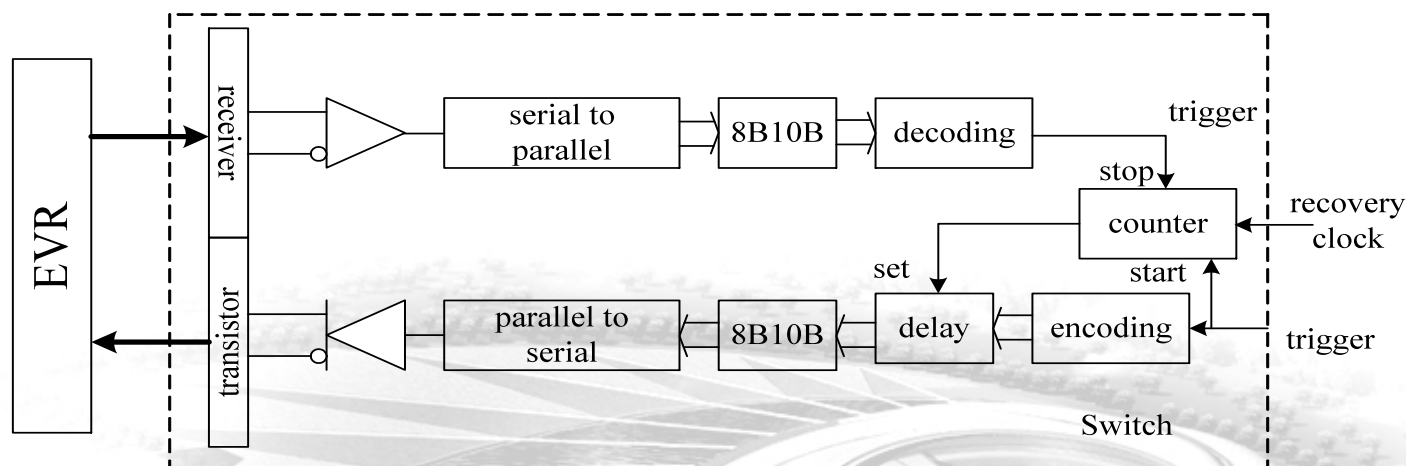 EVR
receiver
serial to
parallel
8B10B
decoding
trigger
stop
counter
recovery
clock
start
set
transistor
parallel to
serial
8B10B
delay
encoding
trigger
Switch